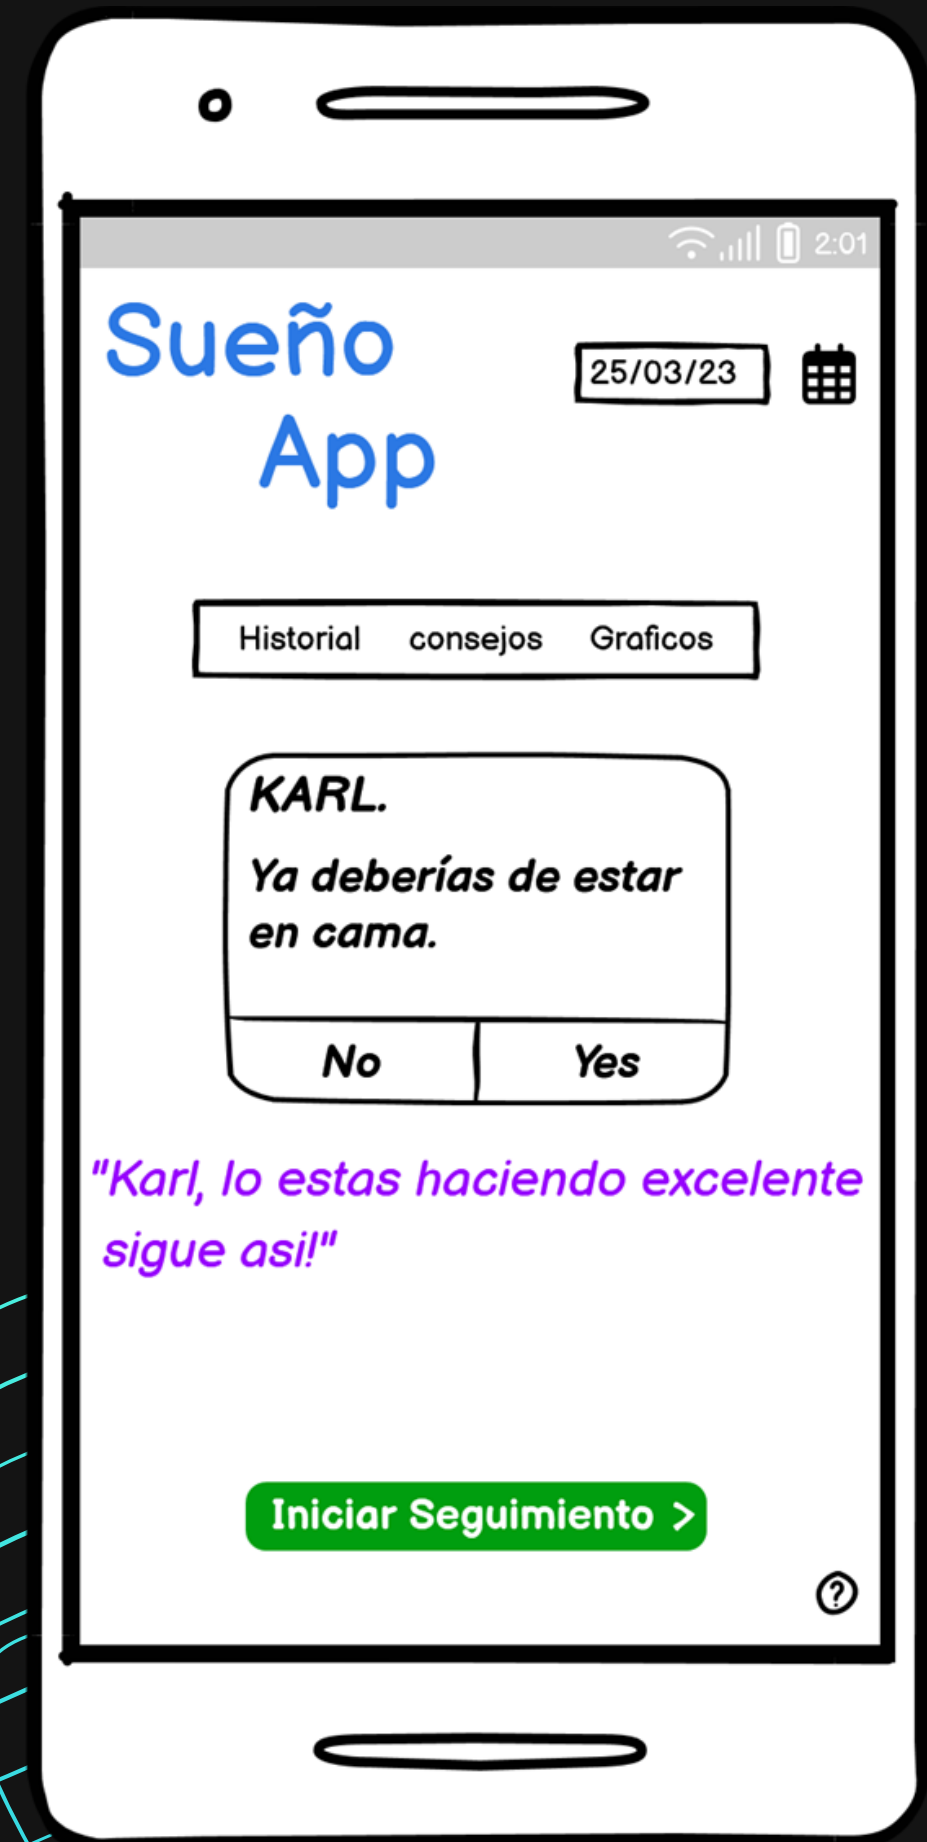 2:01
Sueño
App
25/03/23
Historial consejos Graficos
KARL.
Ya deberías de estar
en cama.
No Yes
"Karl, lo estas haciendo excelente
sigue asi!"
Iniciar Seguimiento >
?